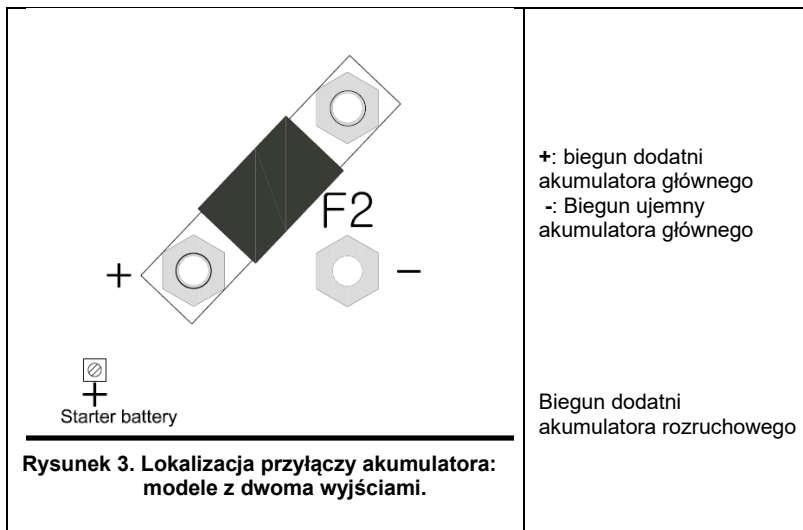 F2
+
-
+
Starter battery
Rysunek 3. Lokalizacja przyłączy akumulatora:
modele z dwoma wyjściami.
+: biegun dodatni
akumulatora głównego
-: Biegun ujemny
akumulatora głównego
Biegun dodatni
akumulatora rozruchowego